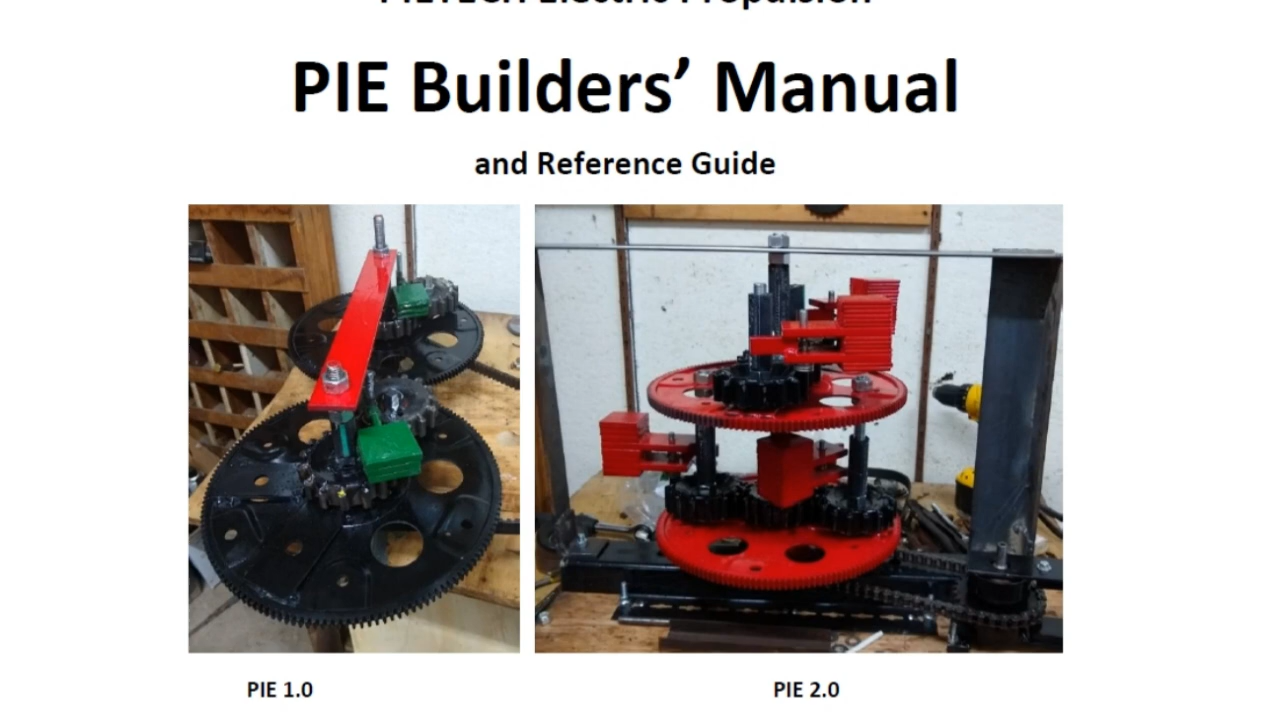 PIE Builders’ Manual
and Reference Guide
PIE 1.0
PIE 2.0